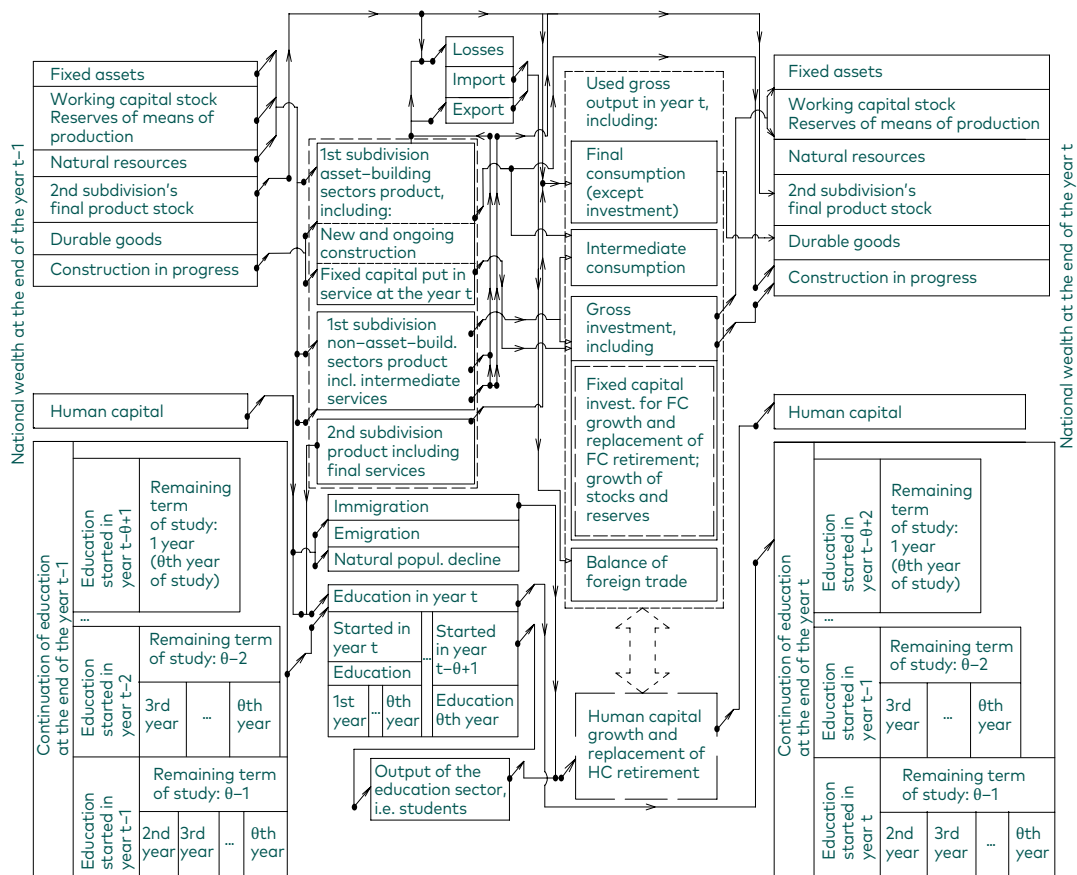 National wealth at the end of the year t–1
Fixed assets
Working capital stock
Reserves of means of
production
Natural resources
2nd subdivision's
final product stock
Durable goods
Construction in progress
Human capital
Continuation of education
at the end of the year t–1
Education
started in
year t–θ+1
Remaining
term
of study:
1 year
(θth year
of study)
...
Education
started in
year t–2
Remaining term
of study: θ–2
3rd
year
...
θth
year
Education
started in
year t–1
Remaining term
of study: θ–1
2nd
year
3rd
year
...
θth
year
Losses
Import
Export
1st subdivision
asset–building
sectors product,
including:
New and ongoing
construction
Fixed capital put in
service at the year t
1st subdivision
non–asset–build.
sectors product
incl. intermediate
services
2nd subdivision
product including
final services
Immigration
Emigration
Natural popul. decline
Education in year t
Started in
year t
Education
1st
year
...
θth
year
...
Started
in year
t–θ+1
Education
θth year
Output of the
education sector,
i.e. students
Used gross
output in year t,
including:
Final
consumption
(except
investment)
Intermediate
consumption
Gross
investment,
including
Fixed capital
invest. for FC
growth and
replacement of
FC retirement;
growth of
stocks and
reserves
Balance of
foreign trade
Human capital
growth and
replacement of
HC retirement
Fixed assets
Working capital stock
Reserves of means of production
Natural resources
2nd subdivision's
final product stock
Durable goods
Construction in progress
Human capital
Continuation of education
at the end of the year t
Education
started in
year t–θ+2
Remaining
term
of study:
1 year
(θth year
of study)
...
Education
started in
year t–1
Remaining term
of study: θ–2
3rd
year
...
θth
year
Education
started in
year t
Remaining term
of study: θ–1
2nd
year
3rd
year
...
θth
year
National wealth at the end of the year t